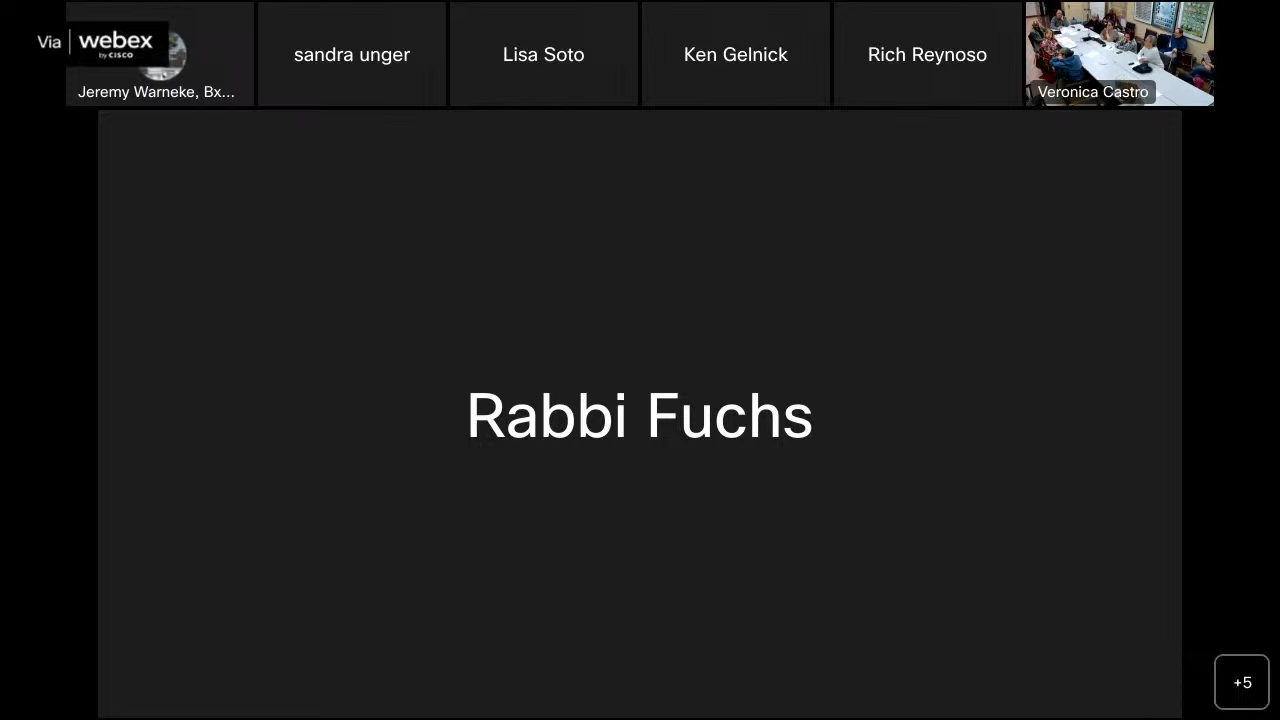 Via webex
by CISCO
Jeremy Warneke, Bx...
sandra unger
Lisa Soto
Ken Gelnick
Rich Reynoso
Veronica Castro
Rabbi Fuchs
+5